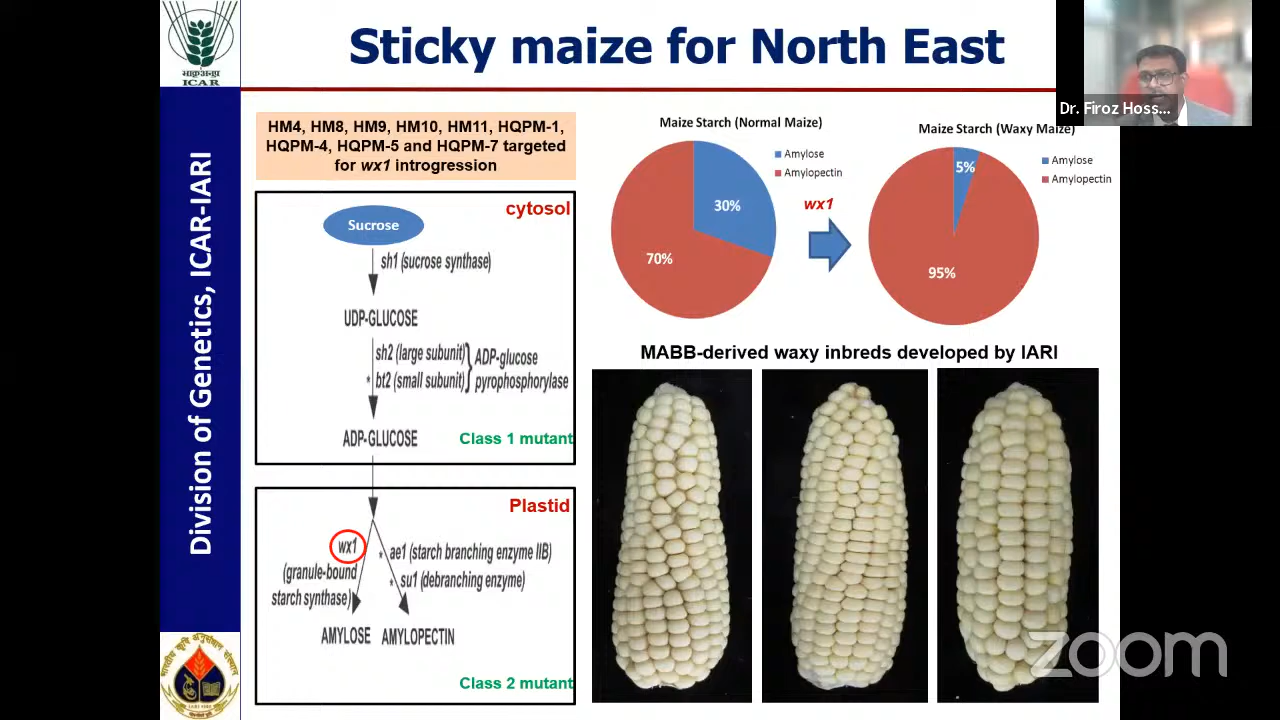 Sticky maize for North East
Dr. Firoz Hoss...
ICAR
Division of Genetics, ICAR-IARI
HM4, HM8, HM9, HM10, HM11, HQPM-1,
HQPM-4, HQPM-5 and HQPM-7 targeted
for wx1 introgression
cytosol
Sucrose
sh1 (sucrose synthase)
UDP-GLUCOSE
sh2 (large subunit)
* bt2 (small subunit)
ADP-glucose
pyrophosphorylase
ADP-GLUCOSE
Class 1 mutant
Plastid
wx1
(granule-bound
starch synthase)
* ae1 (starch branching enzyme IIB)
* su1 (debranching enzyme)
AMYLOSE
AMYLOPECTIN
Class 2 mutant
Maize Starch (Normal Maize)
Amylose
Amylopectin
30%
70%
wx1
Maize Starch (Waxy Maize)
Amylose
Amylopectin
5%
95%
MABB-derived waxy inbreds developed by IARI
zoom